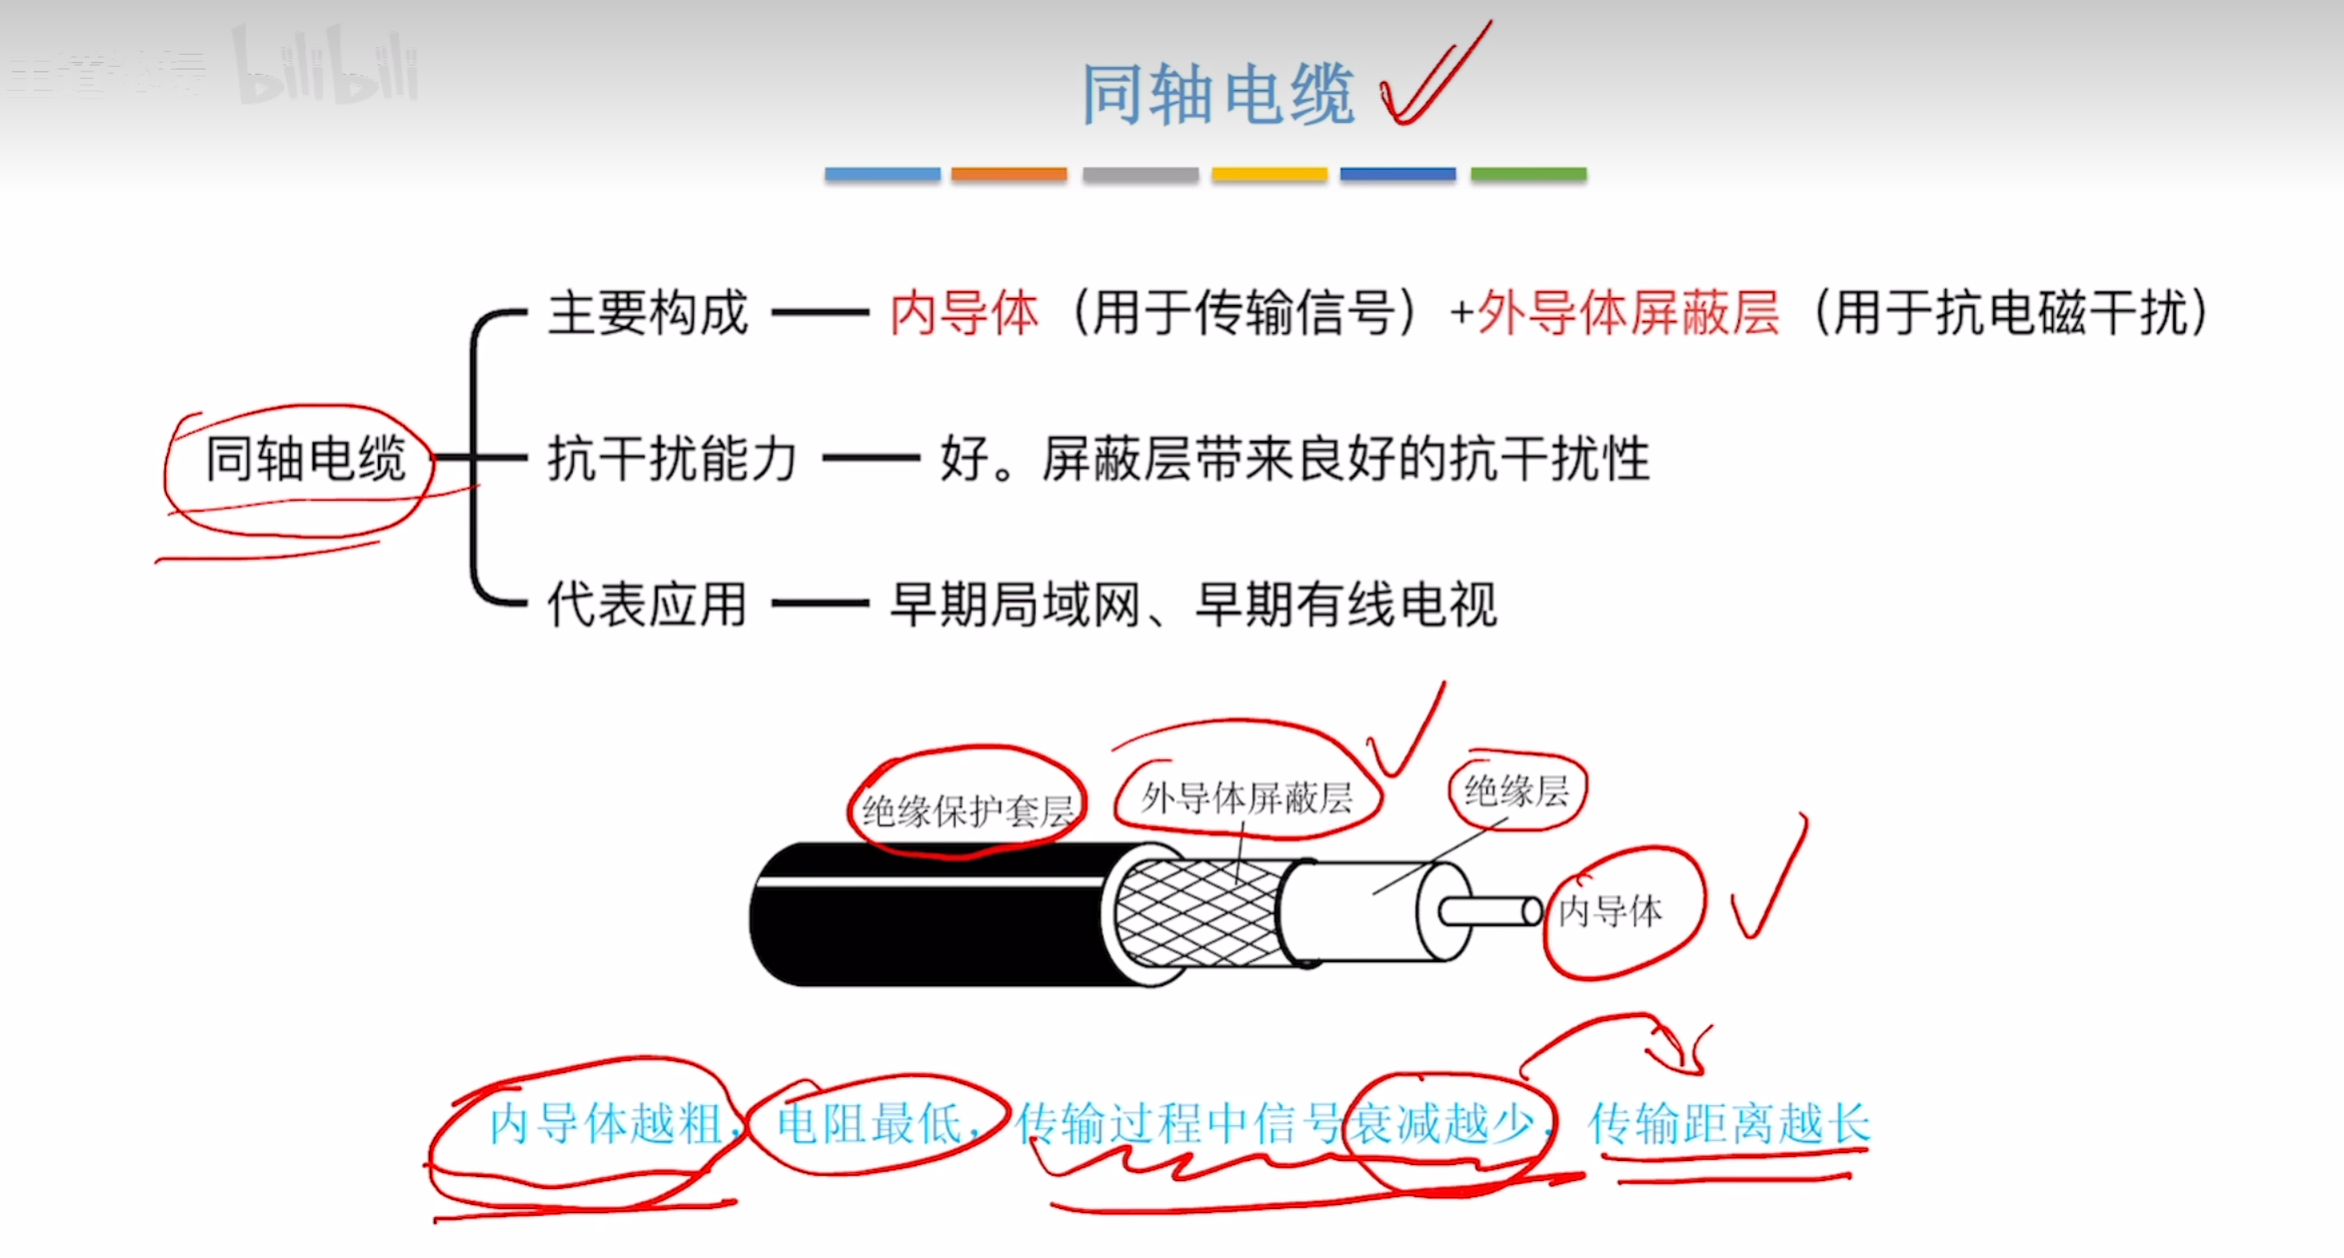 bilibili
同轴电缆
主要构成 内导体（用于传输信号）+外导体屏蔽层（用于抗电磁干扰）
同轴电缆 抗干扰能力 好。屏蔽层带来良好的抗干扰性
代表应用 早期局域网、早期有线电视
绝缘保护套层 外导体屏蔽层 绝缘层
内导体
内导体越粗，电阻最低，传输过程中信号衰减越少，传输距离越长